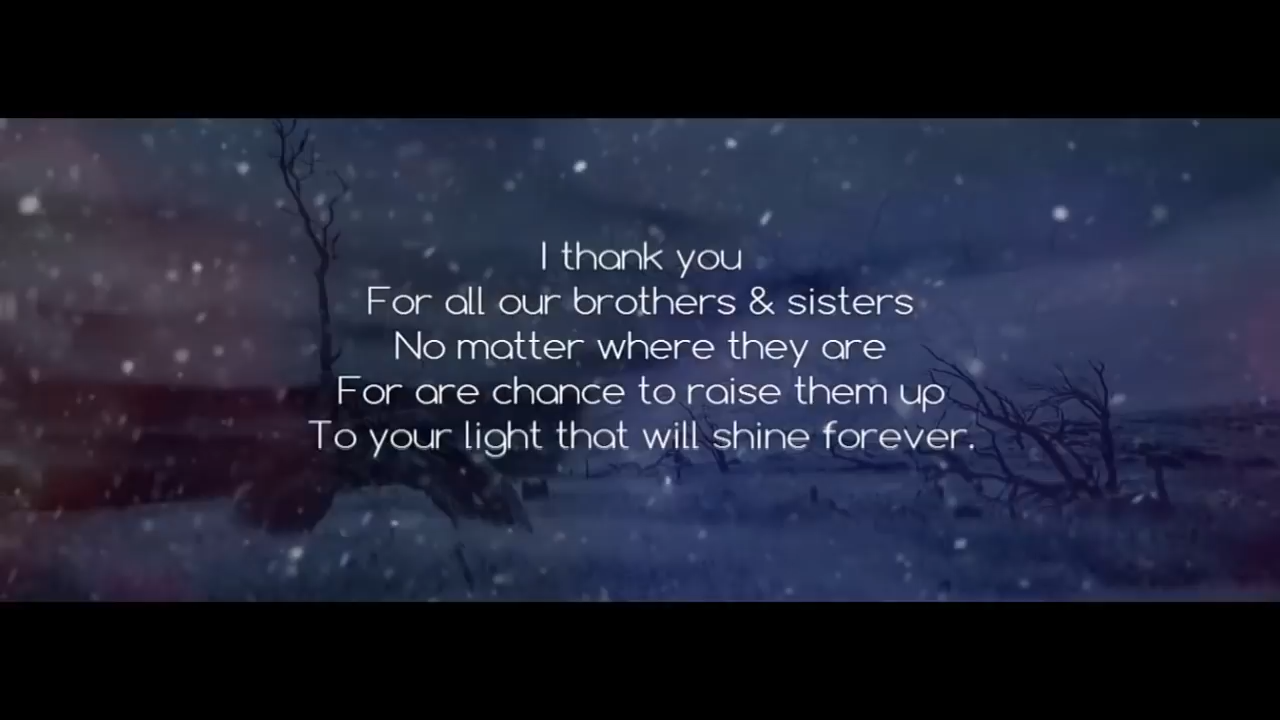 I thank you
For all our brothers & sisters
No matter where they are
For are chance to raise them up
To your light that will shine forever.